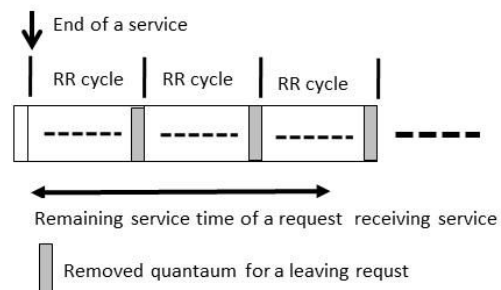 End of a service
RR cycle RR cycle RR cycle
Remaining service time of a request receiving service
Removed quantaum for a leaving requst